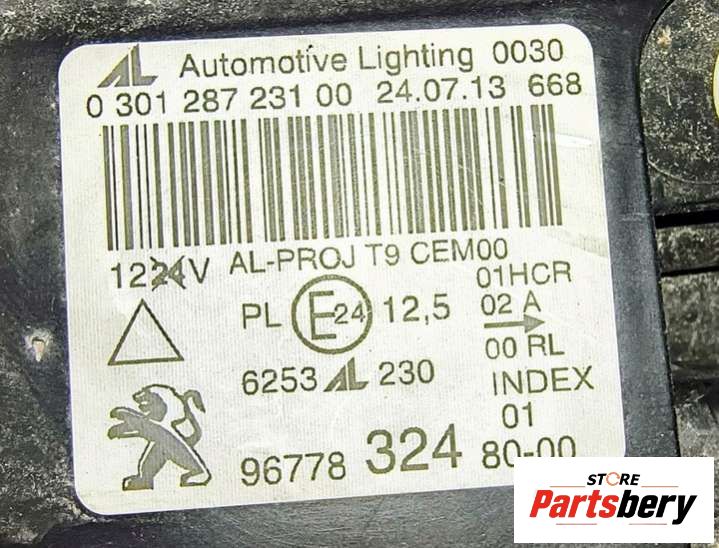 AL Automotive Lighting 0030
0 301 287 231 00 24.07.13 668
1224V AL-PROJ T9 CEM00
01HCR
PL E24 12,5 02 A
00 RL
6253 AL 230
INDEX
01
96778 324 80-00
STORE
Partsbery